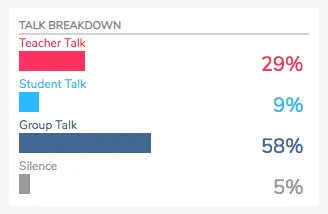 TALK BREAKDOWN
Teacher Talk
29%
Student Talk
9%
Group Talk
58%
Silence
5%